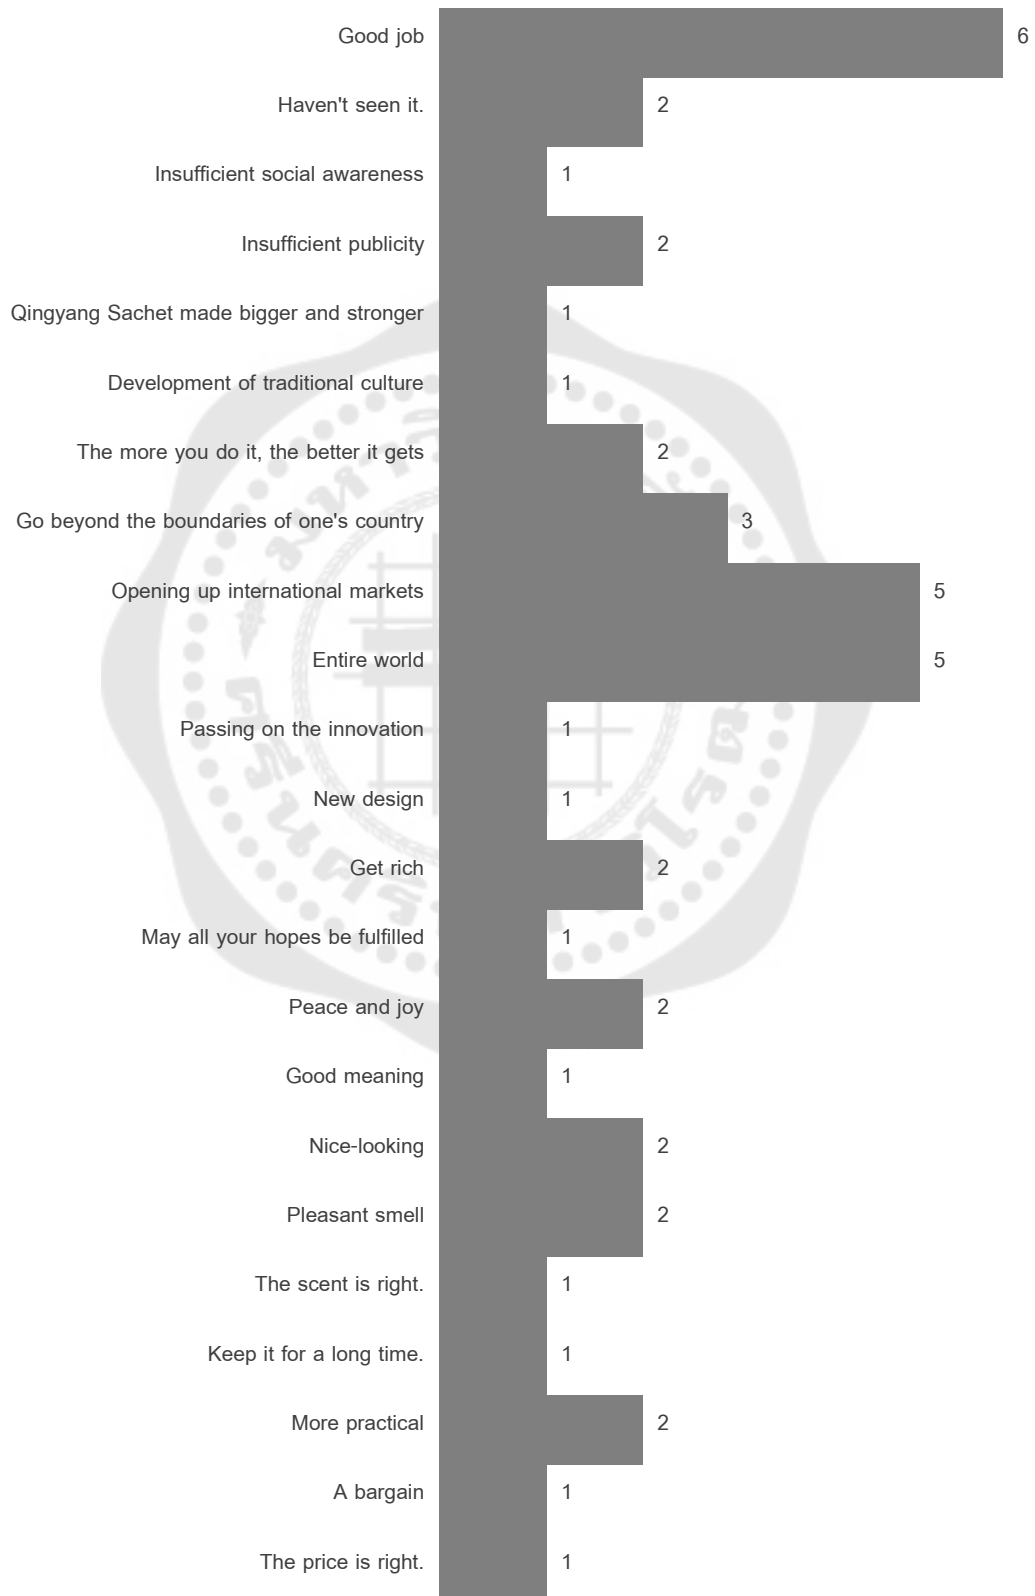 Good job 6
Haven't seen it. 2
Insufficient social awareness 1
Insufficient publicity 2
Qingyang Sachet made bigger and stronger 1
Development of traditional culture 1
The more you do it, the better it gets 2
Go beyond the boundaries of one's country 3
Opening up international markets 5
Entire world 5
Passing on the innovation 1
New design 1
Get rich 2
May all your hopes be fulfilled 1
Peace and joy 2
Good meaning 1
Nice-looking 2
Pleasant smell 2
The scent is right. 1
Keep it for a long time. 1
More practical 2
A bargain 1
The price is right. 1